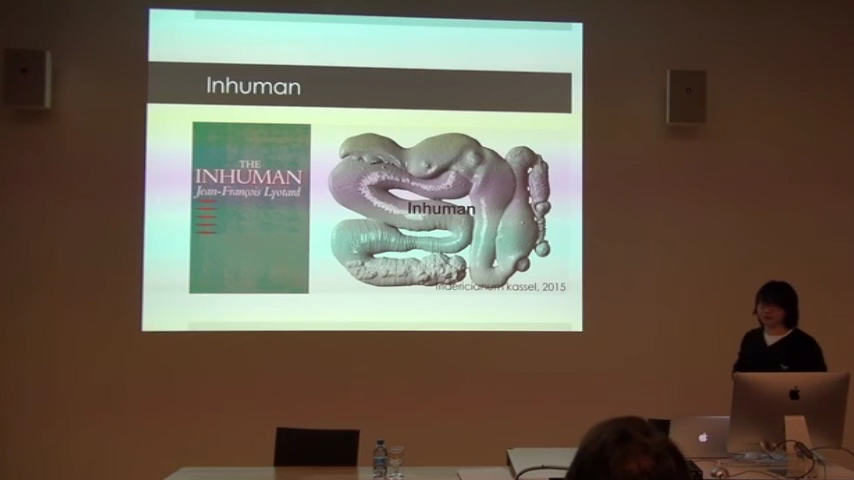 Inhuman
THE
INHUMAN
Jean-François Lyotard
Inhuman
kassel, 2015